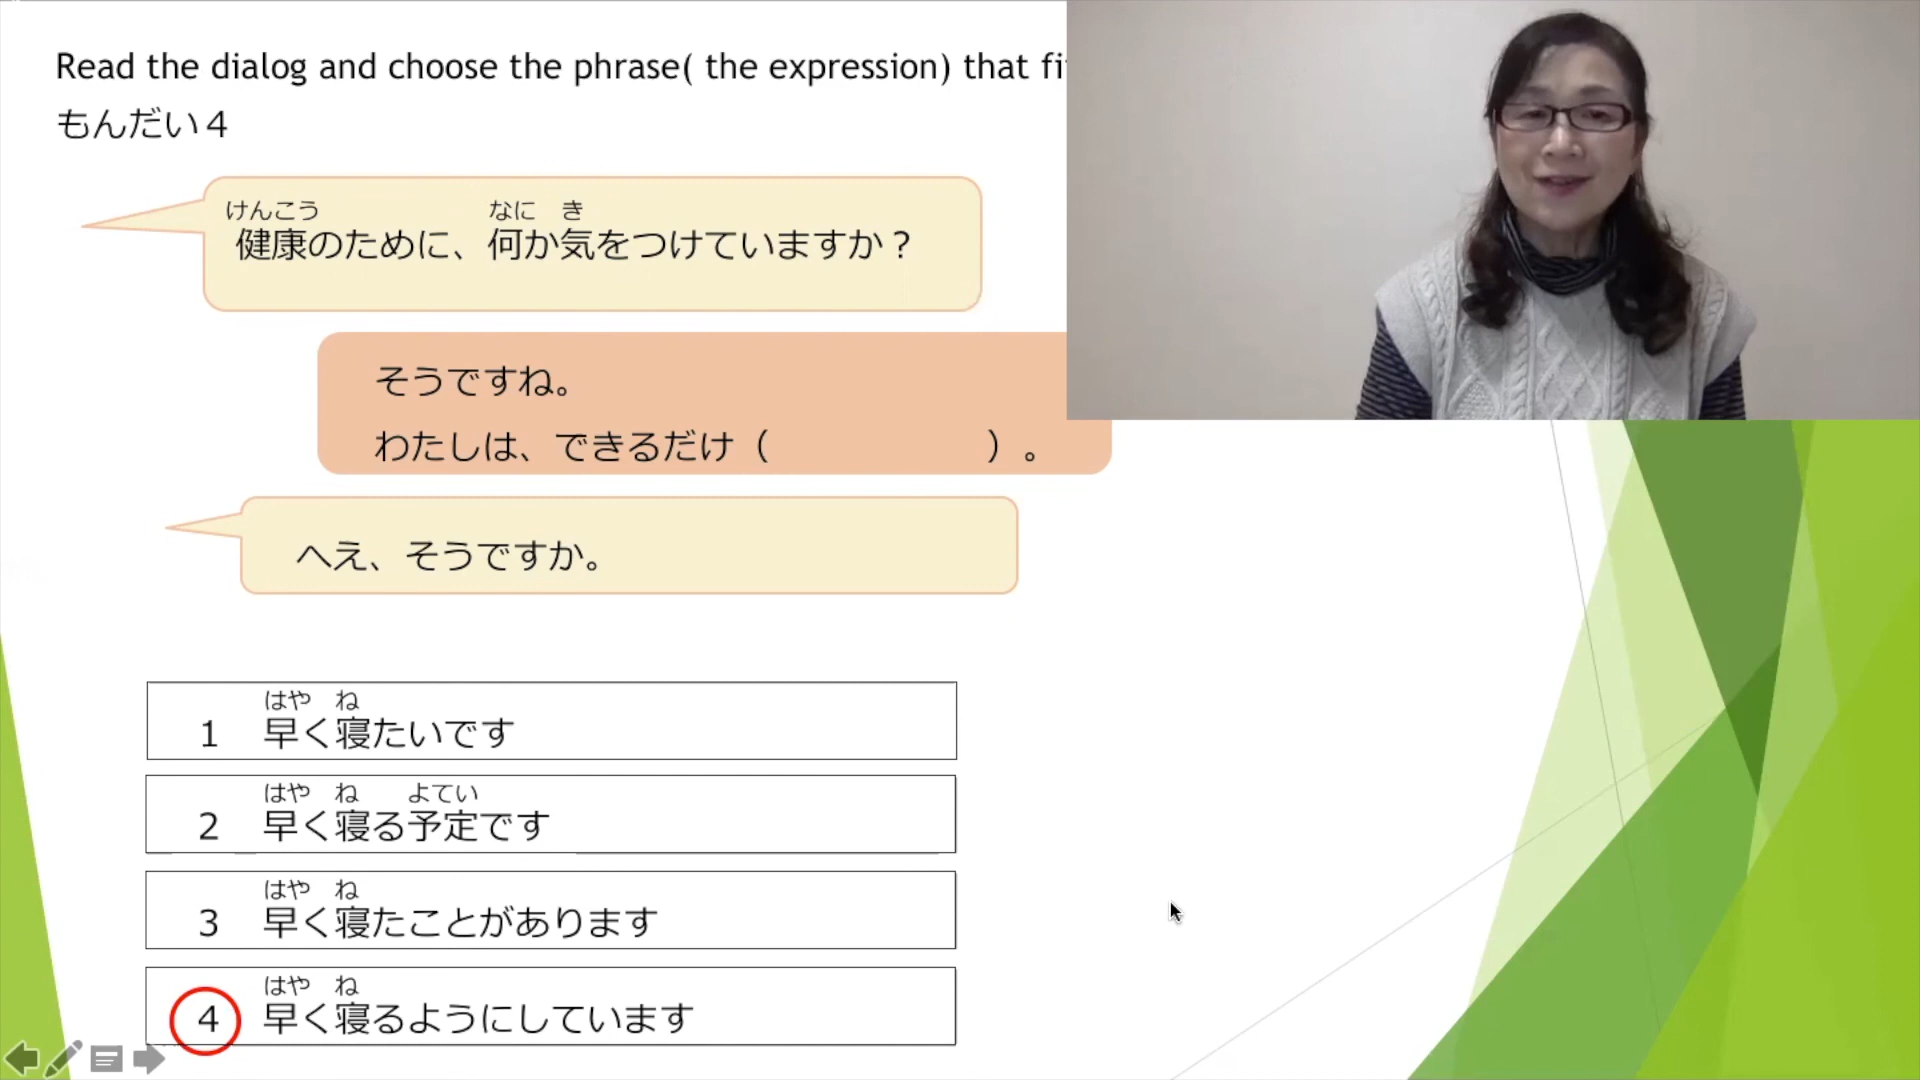 Read the dialog and choose the phrase( the expression) that fi
もんだい４
けんこう なに き
健康のために、何か気をつけていますか？
そうですね。
わたしは、できるだけ（ ）。
へえ、そうですか。
はや ね
1 早く寝たいです
はや ね よてい
2 早く寝る予定です
はや ね
3 早く寝たことがあります
はや ね
4 早く寝るようにしています